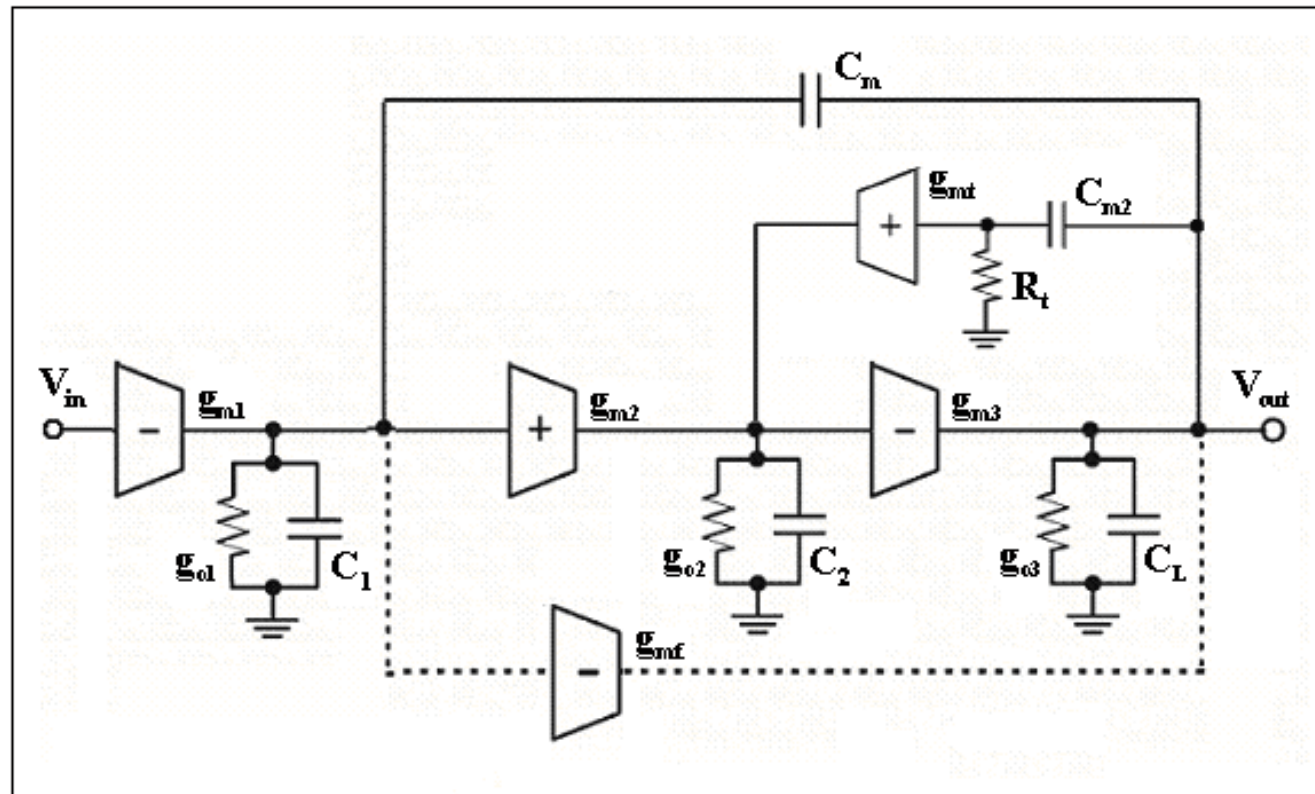 Cm
gmt
Cm2
+
Rt
Vin
-
gm1
+
gm2
-
gm3
Vout
go1
C1
go2
C2
go3
CL
-
gmf